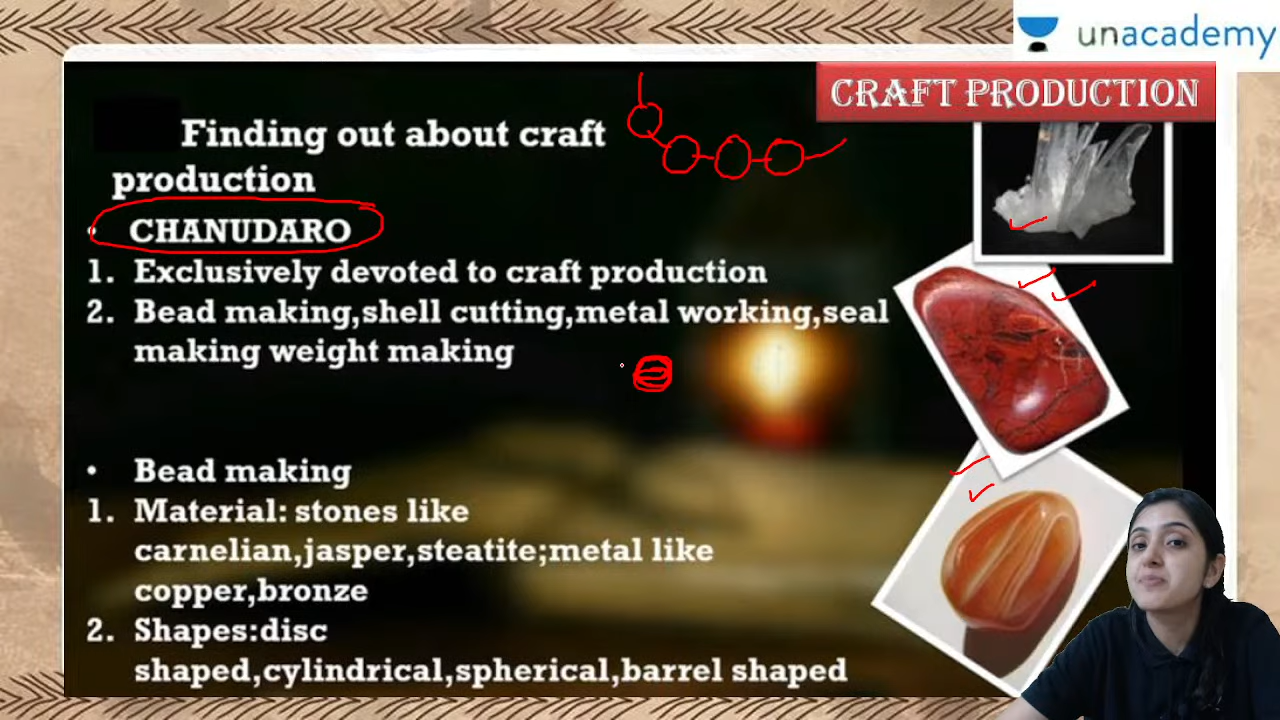 unacademy
CRAFT PRODUCTION
Finding out about craft
production
• CHANUDARO
1. Exclusively devoted to craft production
2. Bead making,shell cutting,metal working,seal
making weight making
• Bead making
1. Material: stones like
carnelian,jasper,steatite;metal like
copper,bronze
2. Shapes:disc
shaped,cylindrical,spherical,barrel shaped